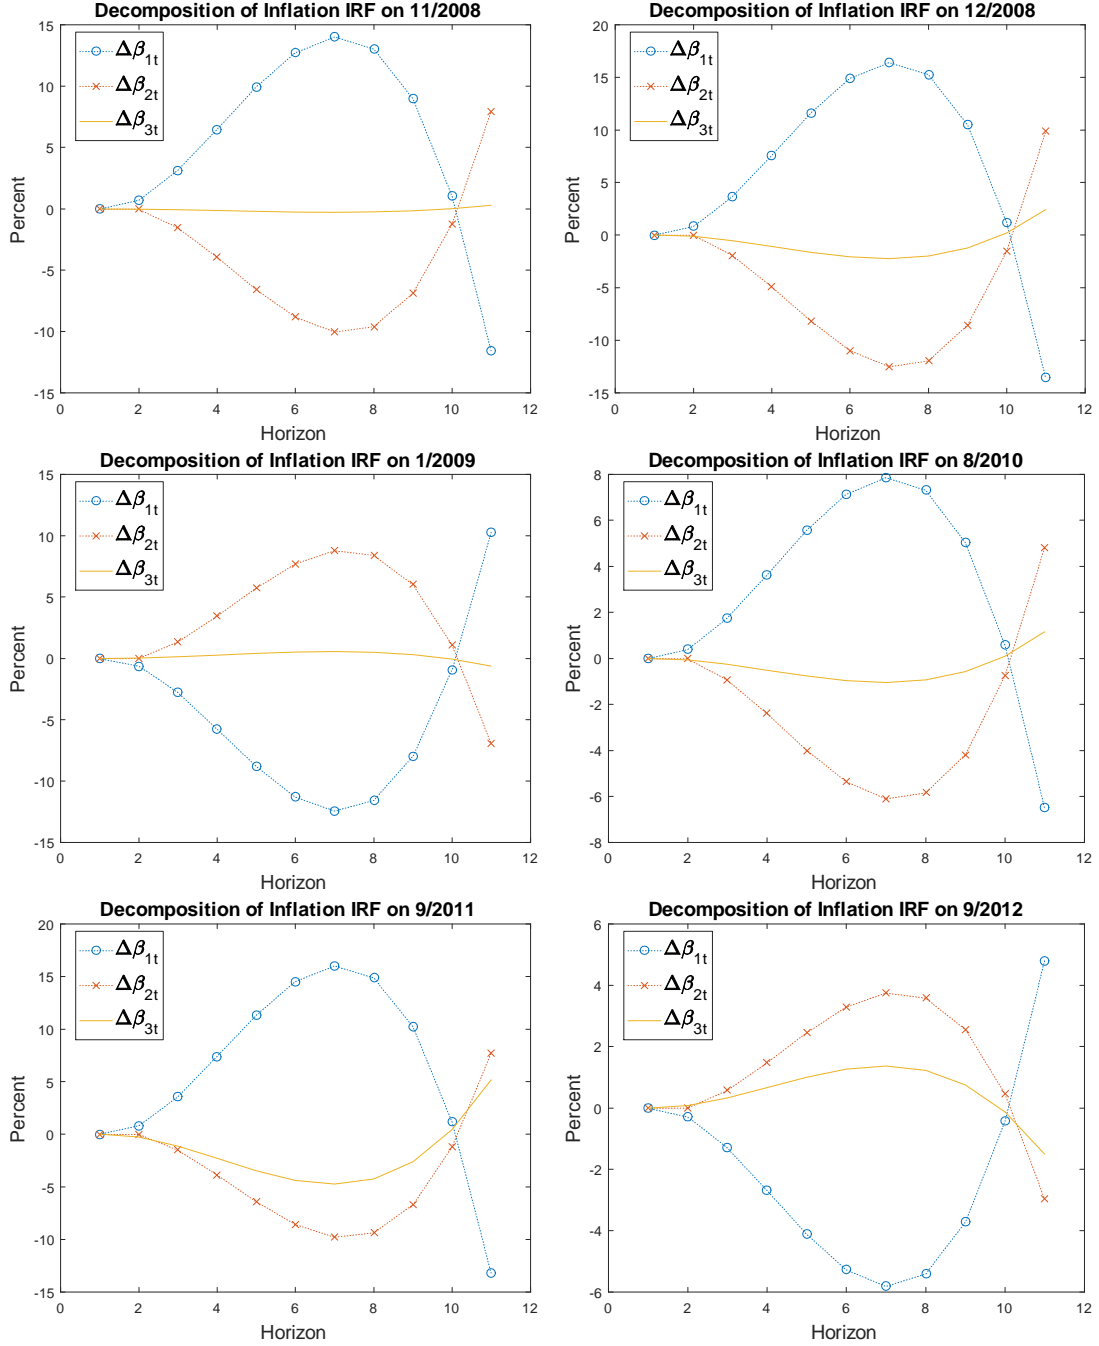 Decomposition of Inflation IRF on 11/2008
Δβ1t
Δβ2t
Δβ3t
15
10
5
0
-5
-10
-15
Percent
0 2 4 6 8 10 12
Horizon
Decomposition of Inflation IRF on 12/2008
Δβ1t
Δβ2t
Δβ3t
20
15
10
5
0
-5
-10
-15
Percent
0 2 4 6 8 10 12
Horizon
Decomposition of Inflation IRF on 1/2009
Δβ1t
Δβ2t
Δβ3t
15
10
5
0
-5
-10
-15
Percent
0 2 4 6 8 10 12
Horizon
Decomposition of Inflation IRF on 8/2010
Δβ1t
Δβ2t
Δβ3t
8
6
4
2
0
-2
-4
-6
-8
Percent
0 2 4 6 8 10 12
Horizon
Decomposition of Inflation IRF on 9/2011
Δβ1t
Δβ2t
Δβ3t
20
15
10
5
0
-5
-10
-15
Percent
0 2 4 6 8 10 12
Horizon
Decomposition of Inflation IRF on 9/2012
Δβ1t
Δβ2t
Δβ3t
6
4
2
0
-2
-4
-6
Percent
0 2 4 6 8 10 12
Horizon